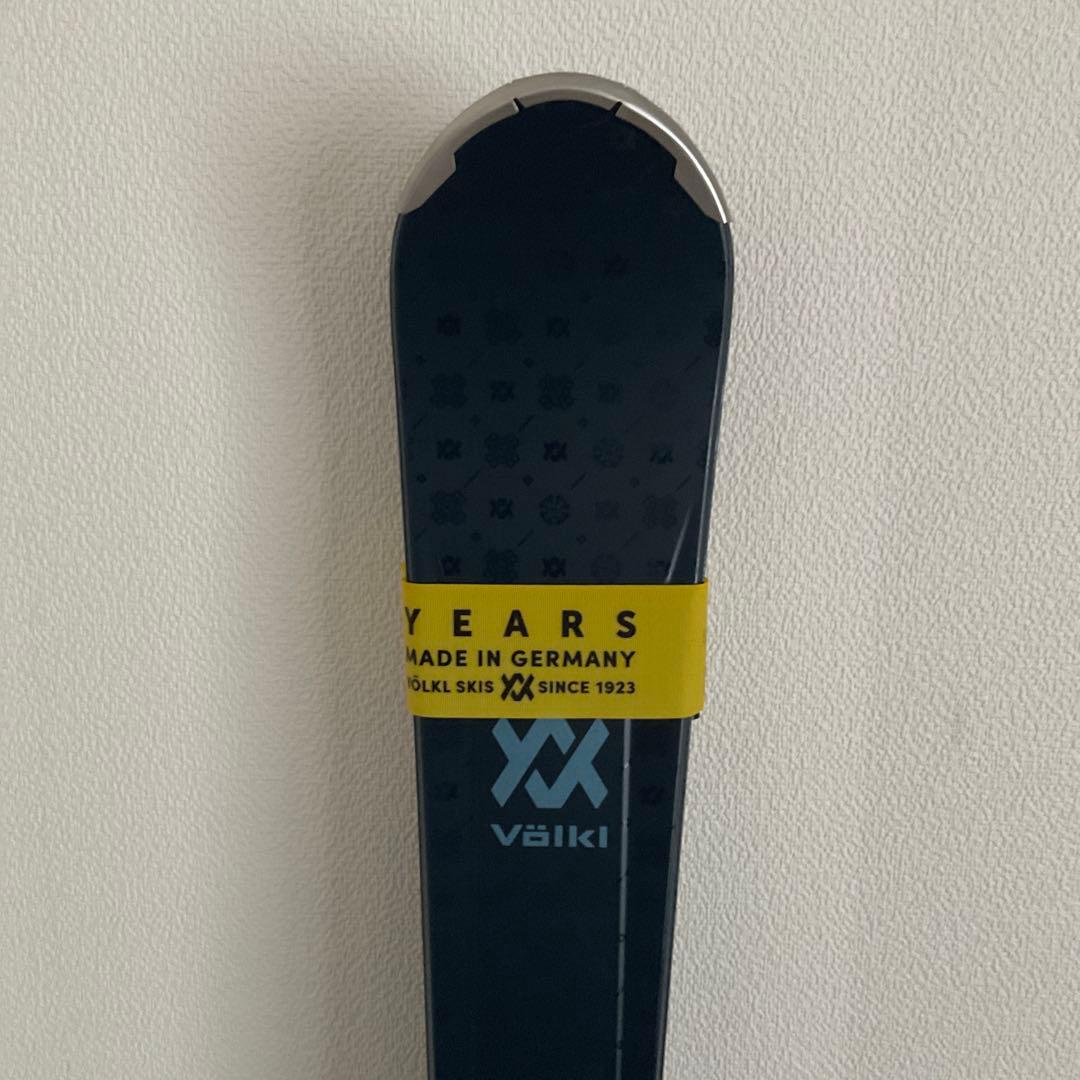 YEARS
MADE IN GERMANY
VÖLKL SKIS SINCE 1923
Völkl